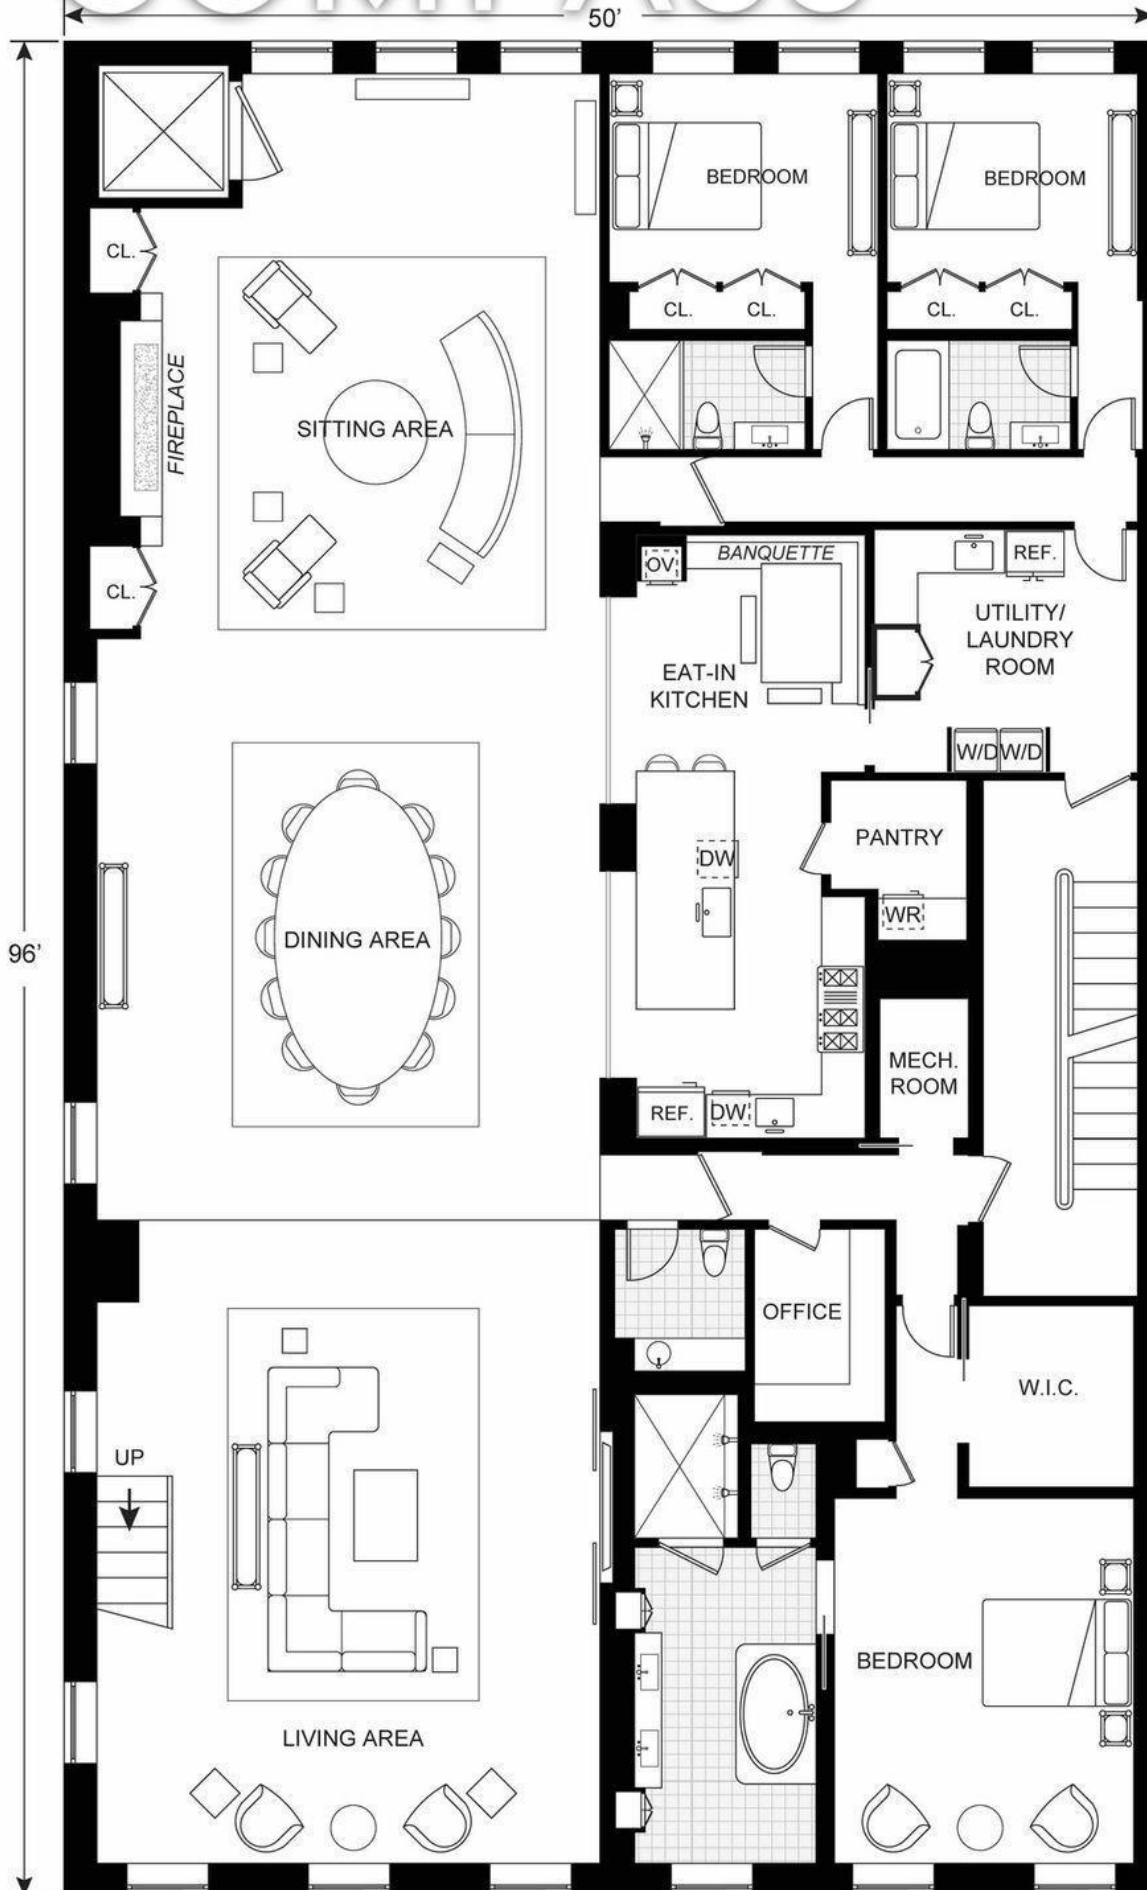 COMPASS
50'
BEDROOM
BEDROOM
CL.
CL.
CL.
CL.
CL.
FIREPLACE
SITTING AREA
CL.
OV
BANQUETTE
REF.
UTILITY/
LAUNDRY
ROOM
EAT-IN
KITCHEN
W/D
W/D
PANTRY
DW
WR
DINING AREA
96'
MECH.
ROOM
REF.
DW
OFFICE
W.I.C.
UP
BEDROOM
LIVING AREA